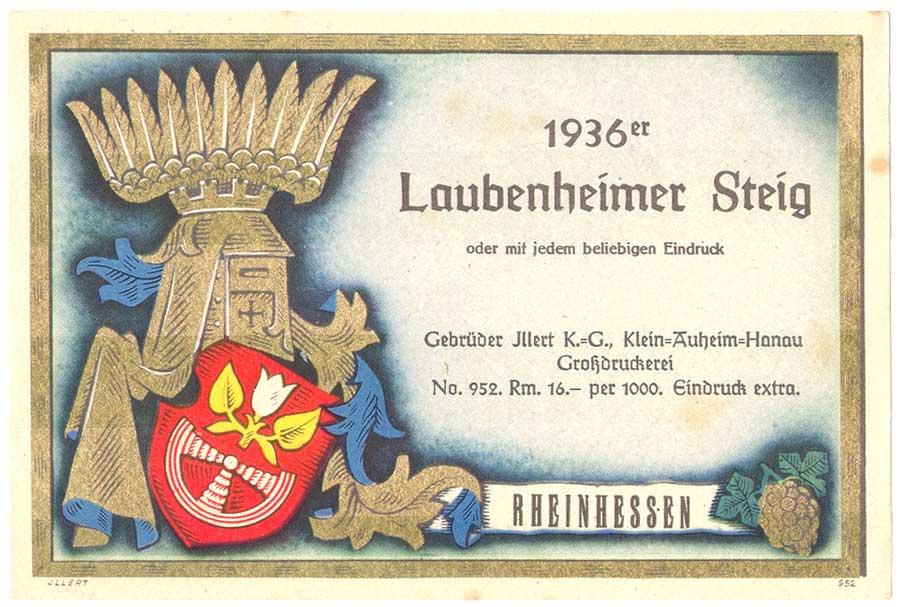 1936er
Laubenheimer Steig
oder mit jedem beliebigen Eindruck
Gebrüder Jllert K.=G., Klein=Auheim=Hanau
Großdruckerei
No. 952. Rm. 16.– per 1000. Eindruck extra.
RHEINHESSEN
JLLERT
952